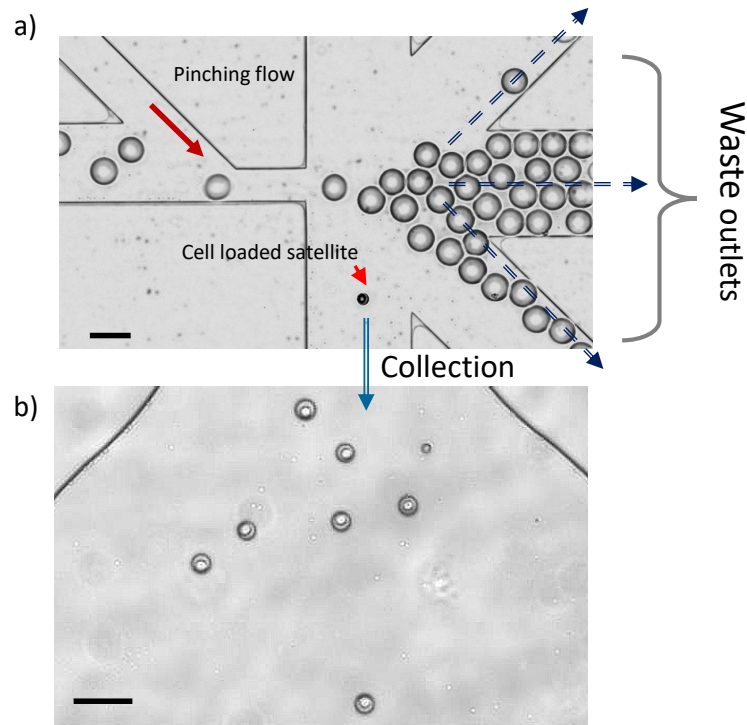 a)
Pinching flow
Cell loaded satellite
Waste outlets
Collection
b)